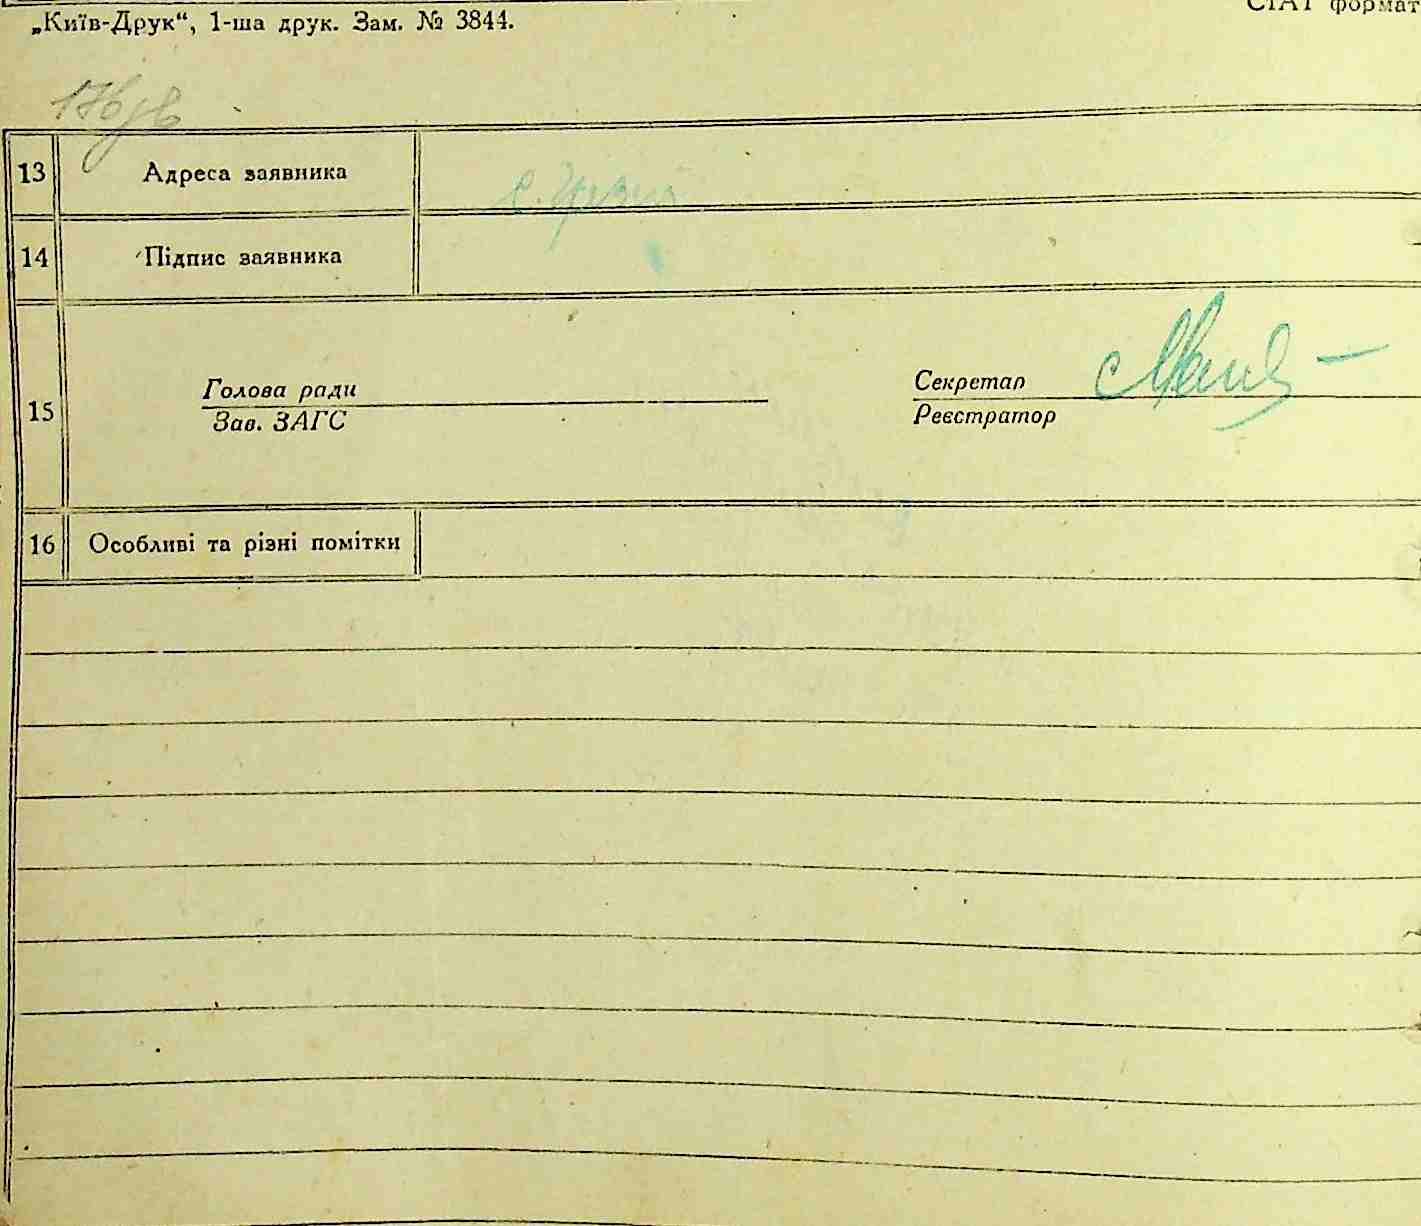 „Київ-Друк“, 1-ша друк. Зам. № 3844.
СТАТ формат
13 Адреса заявника с.
14 Підпис заявника
15
Голова ради
Зав. ЗАГС
Секретар
Реєстратор
16 Особливі та різні помітки